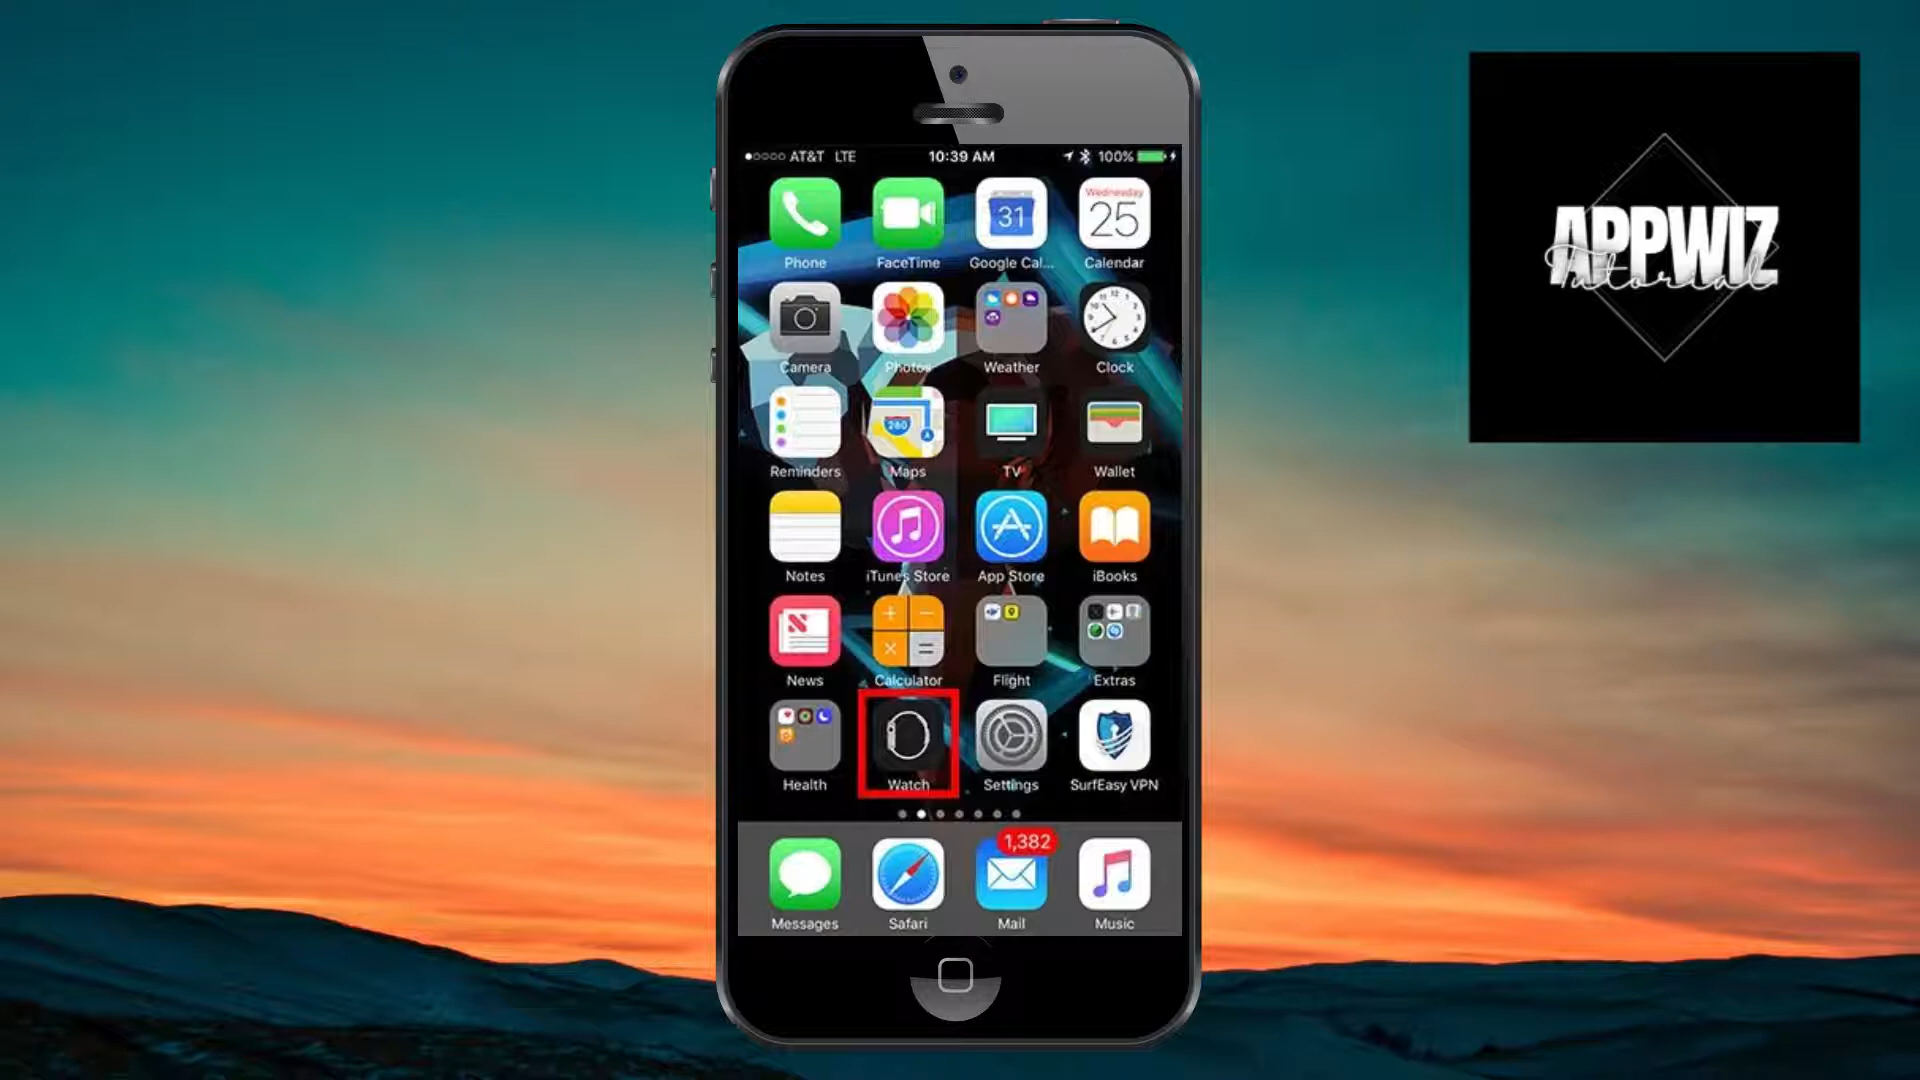 AT&T LTE 10:39 AM 100%
31
Wednesday
25
Phone FaceTime Google Cal... Calendar
Camera Photos Weather Clock
280
Reminders Maps TV Wallet
Notes iTunes Store App Store iBooks
News Calculator Flight Extras
Health Watch Settings SurfEasy VPN
1,382
Messages Safari Mail Music
APPWIZ
Tutorial